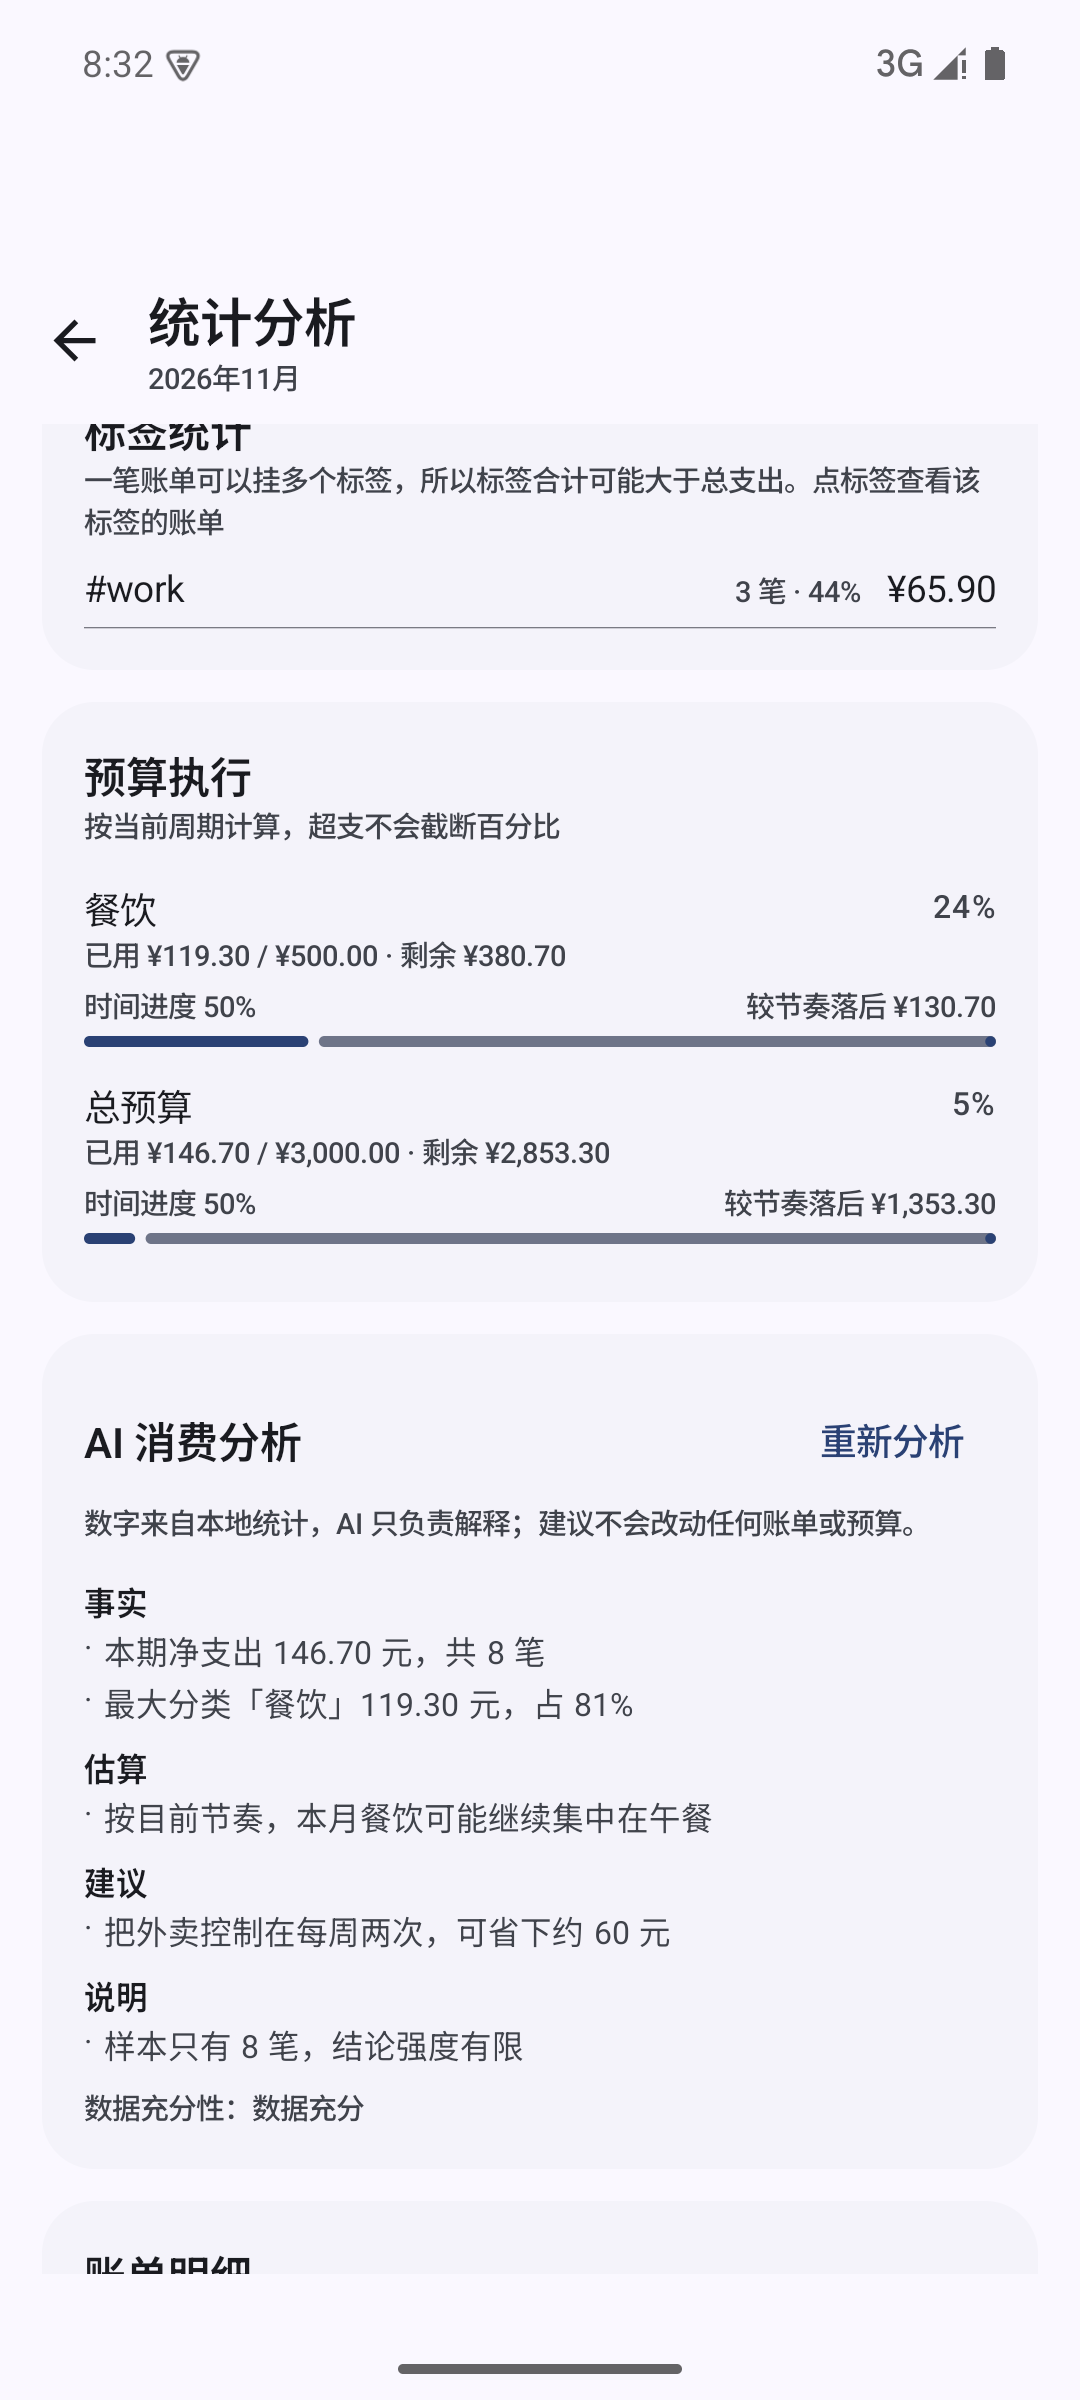 8:32
3G
统计分析
2026年11月
标签统计
一笔账单可以挂多个标签，所以标签合计可能大于总支出。点标签查看该
标签的账单
#work 3 笔 · 44% ¥65.90
预算执行
按当前周期计算，超支不会截断百分比
餐饮 24%
已用 ¥119.30 / ¥500.00 · 剩余 ¥380.70
时间进度 50% 较节奏落后 ¥130.70
总预算 5%
已用 ¥146.70 / ¥3,000.00 · 剩余 ¥2,853.30
时间进度 50% 较节奏落后 ¥1,353.30
AI 消费分析 重新分析
数字来自本地统计，AI 只负责解释；建议不会改动任何账单或预算。
事实
· 本期净支出 146.70 元，共 8 笔
· 最大分类「餐饮」119.30 元，占 81%
估算
· 按目前节奏，本月餐饮可能继续集中在午餐
建议
· 把外卖控制在每周两次，可省下约 60 元
说明
· 样本只有 8 笔，结论强度有限
数据充分性：数据充分
账单明细